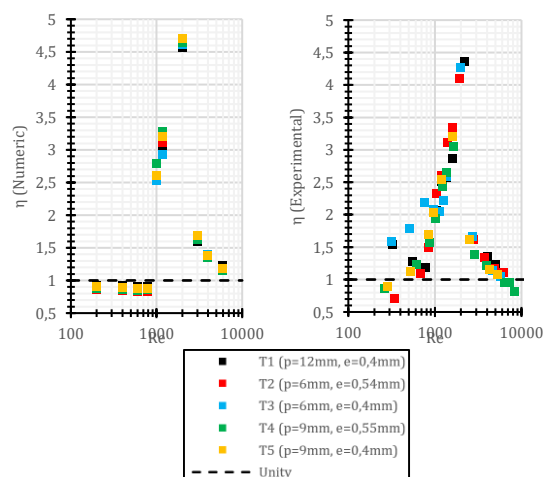 η (Numeric)
5
4,5
4
3,5
3
2,5
2
1,5
1
0,5
100
1000
10000
Re
η (Experimental)
5
4,5
4
3,5
3
2,5
2
1,5
1
0,5
100
1000
10000
Re
T1 (p=12mm, e=0,4mm)
T2 (p=6mm, e=0,54mm)
T3 (p=6mm, e=0,4mm)
T4 (p=9mm, e=0,55mm)
T5 (p=9mm, e=0,4mm)
Unity